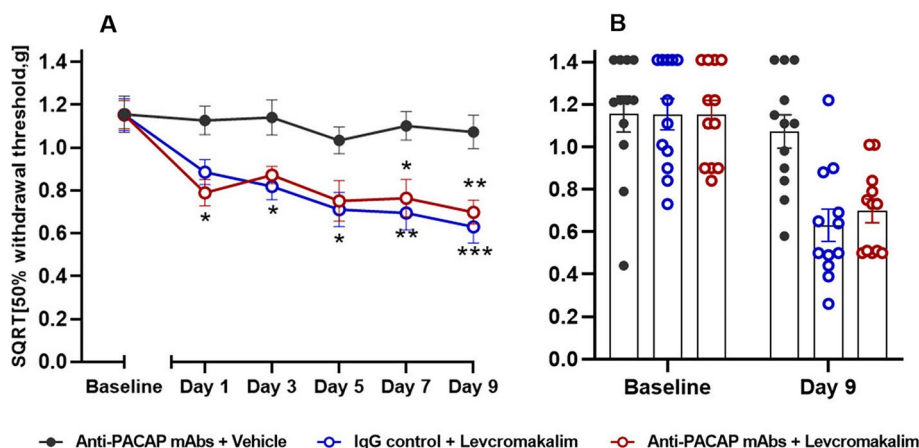 A
B
SQRT[50% withdrawal threshold,g]
1.4
1.2
1.0
0.8
0.6
0.4
0.2
0.0
* * * * ** ** ***
Baseline Day 1 Day 3 Day 5 Day 7 Day 9
1.4
1.2
1.0
0.8
0.6
0.4
0.2
0.0
Baseline Day 9
Anti-PACAP mAbs + Vehicle IgG control + Levcromakalim Anti-PACAP mAbs + Levcromakalim